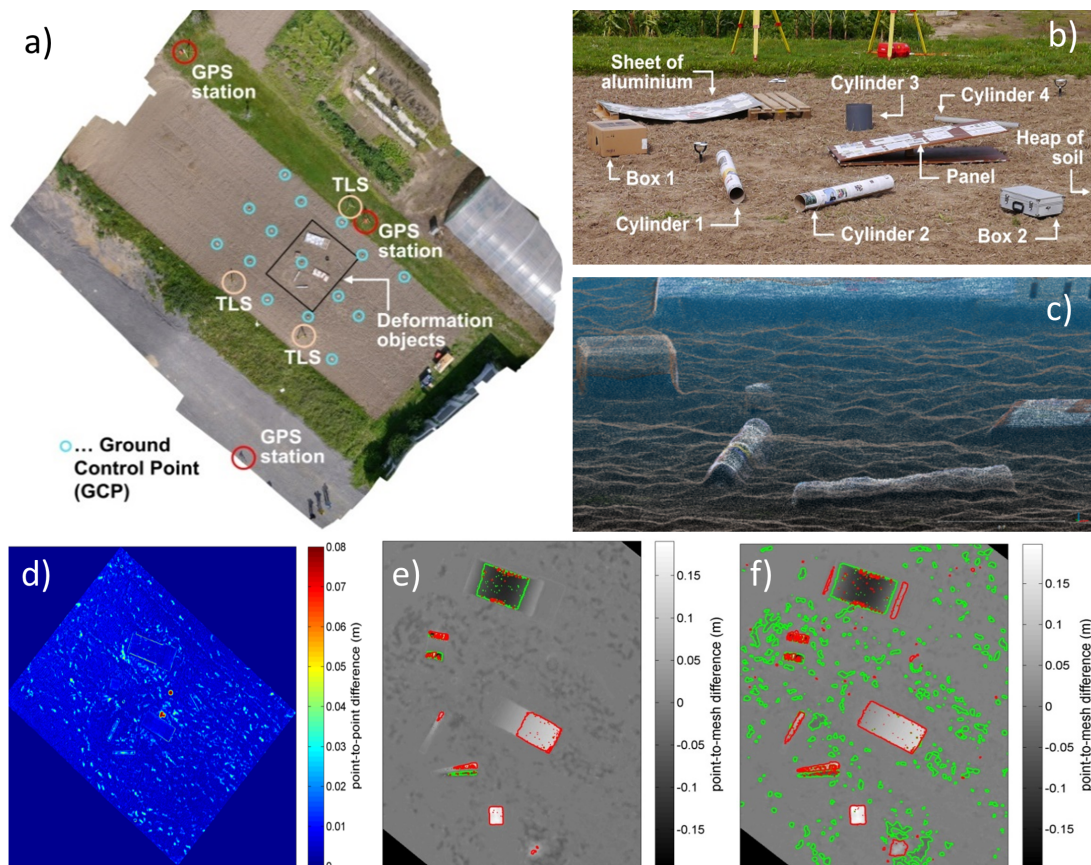 a)
GPS
station
TLS
GPS
station
TLS
Deformation
objects
TLS
... Ground
Control Point
(GCP)
GPS
station
b)
Sheet of
aluminium
Cylinder 3
Cylinder 4
Heap of
soil
Box 1
Panel
Cylinder 1
Cylinder 2
Box 2
c)
d)
0.08
0.07
0.06
0.05
0.04
0.03
0.02
0.01
0
point-to-point difference (m)
e)
0.15
0.1
0.05
0
−0.05
−0.1
−0.15
point-to-mesh difference (m)
f)
0.15
0.1
0.05
0
−0.05
−0.1
−0.15
point-to-mesh difference (m)